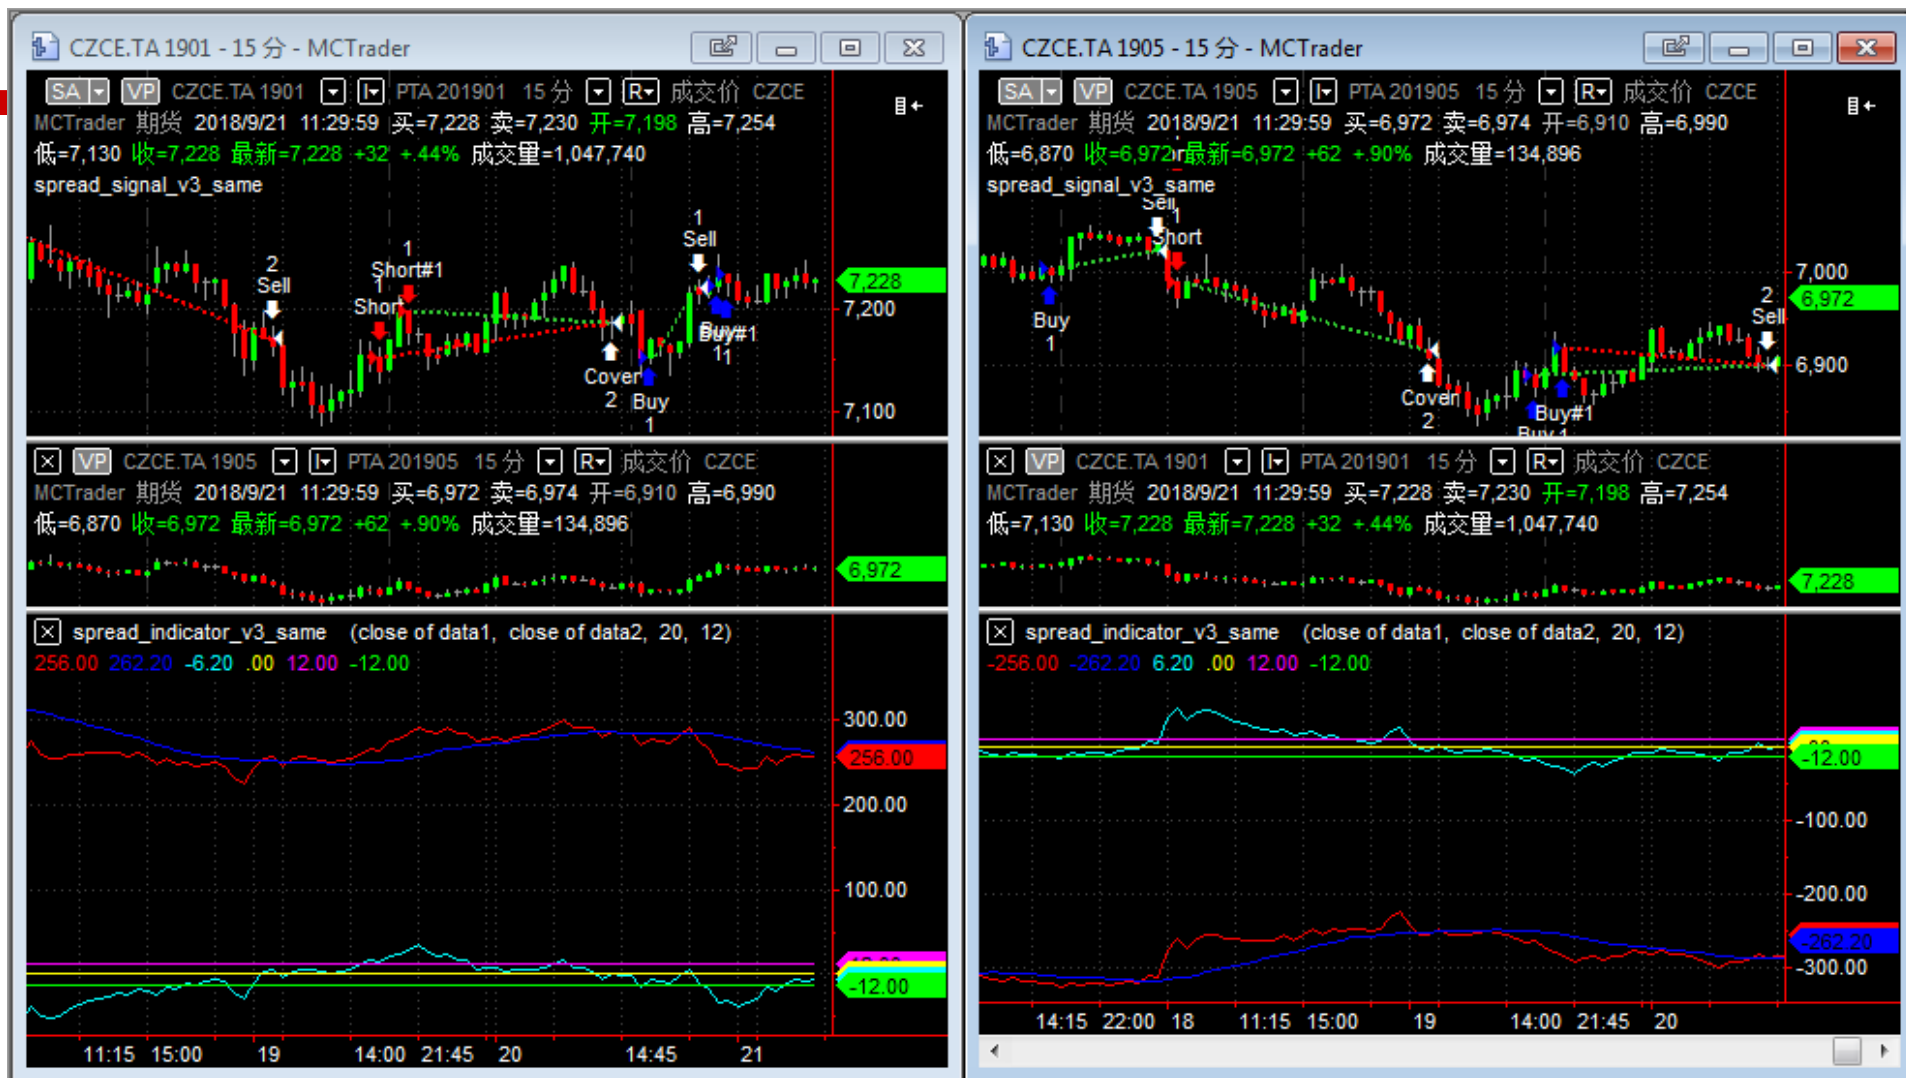 CZCE.TA 1901 - 15 分 - MCTrader
SA VP CZCE.TA 1901 I PTA 201901 15 分 R 成交价 CZCE
MCTrader 期货 2018/9/21 11:29:59 买=7,228 卖=7,230 开=7,198 高=7,254
低=7,130 收=7,228 最新=7,228 +32 +.44% 成交量=1,047,740
spread_signal_v3_same
1
Sell
2
Sell
1
Short#1
1
Short
7,228
7,200
Buy#1
1
Cover
2
Buy
1
7,100
VP CZCE.TA 1905 I PTA 201905 15 分 R 成交价 CZCE
MCTrader 期货 2018/9/21 11:29:59 买=6,972 卖=6,974 开=6,910 高=6,990
低=6,870 收=6,972 最新=6,972 +62 +.90% 成交量=134,896
6,972
spread_indicator_v3_same (close of data1, close of data2, 20, 12)
256.00 262.20 -6.20 .00 12.00 -12.00
300.00
256.00
200.00
100.00
-12.00
11:15 15:00 19 14:00 21:45 20 14:45 21
CZCE.TA 1905 - 15 分 - MCTrader
SA VP CZCE.TA 1905 I PTA 201905 15 分 R 成交价 CZCE
MCTrader 期货 2018/9/21 11:29:59 买=6,972 卖=6,974 开=6,910 高=6,990
低=6,870 收=6,972 最新=6,972 +62 +.90% 成交量=134,896
spread_signal_v3_same
Sell
1
Short
7,000
2
6,972
Sell
Buy
1
6,900
Cover
2
Buy#1
Buy 1
VP CZCE.TA 1901 I PTA 201901 15 分 R 成交价 CZCE
MCTrader 期货 2018/9/21 11:29:59 买=7,228 卖=7,230 开=7,198 高=7,254
低=7,130 收=7,228 最新=7,228 +32 +.44% 成交量=1,047,740
7,228
spread_indicator_v3_same (close of data1, close of data2, 20, 12)
-256.00 -262.20 6.20 .00 12.00 -12.00
-12.00
-100.00
-200.00
-262.20
-300.00
14:15 22:00 18 11:15 15:00 19 14:00 21:45 20